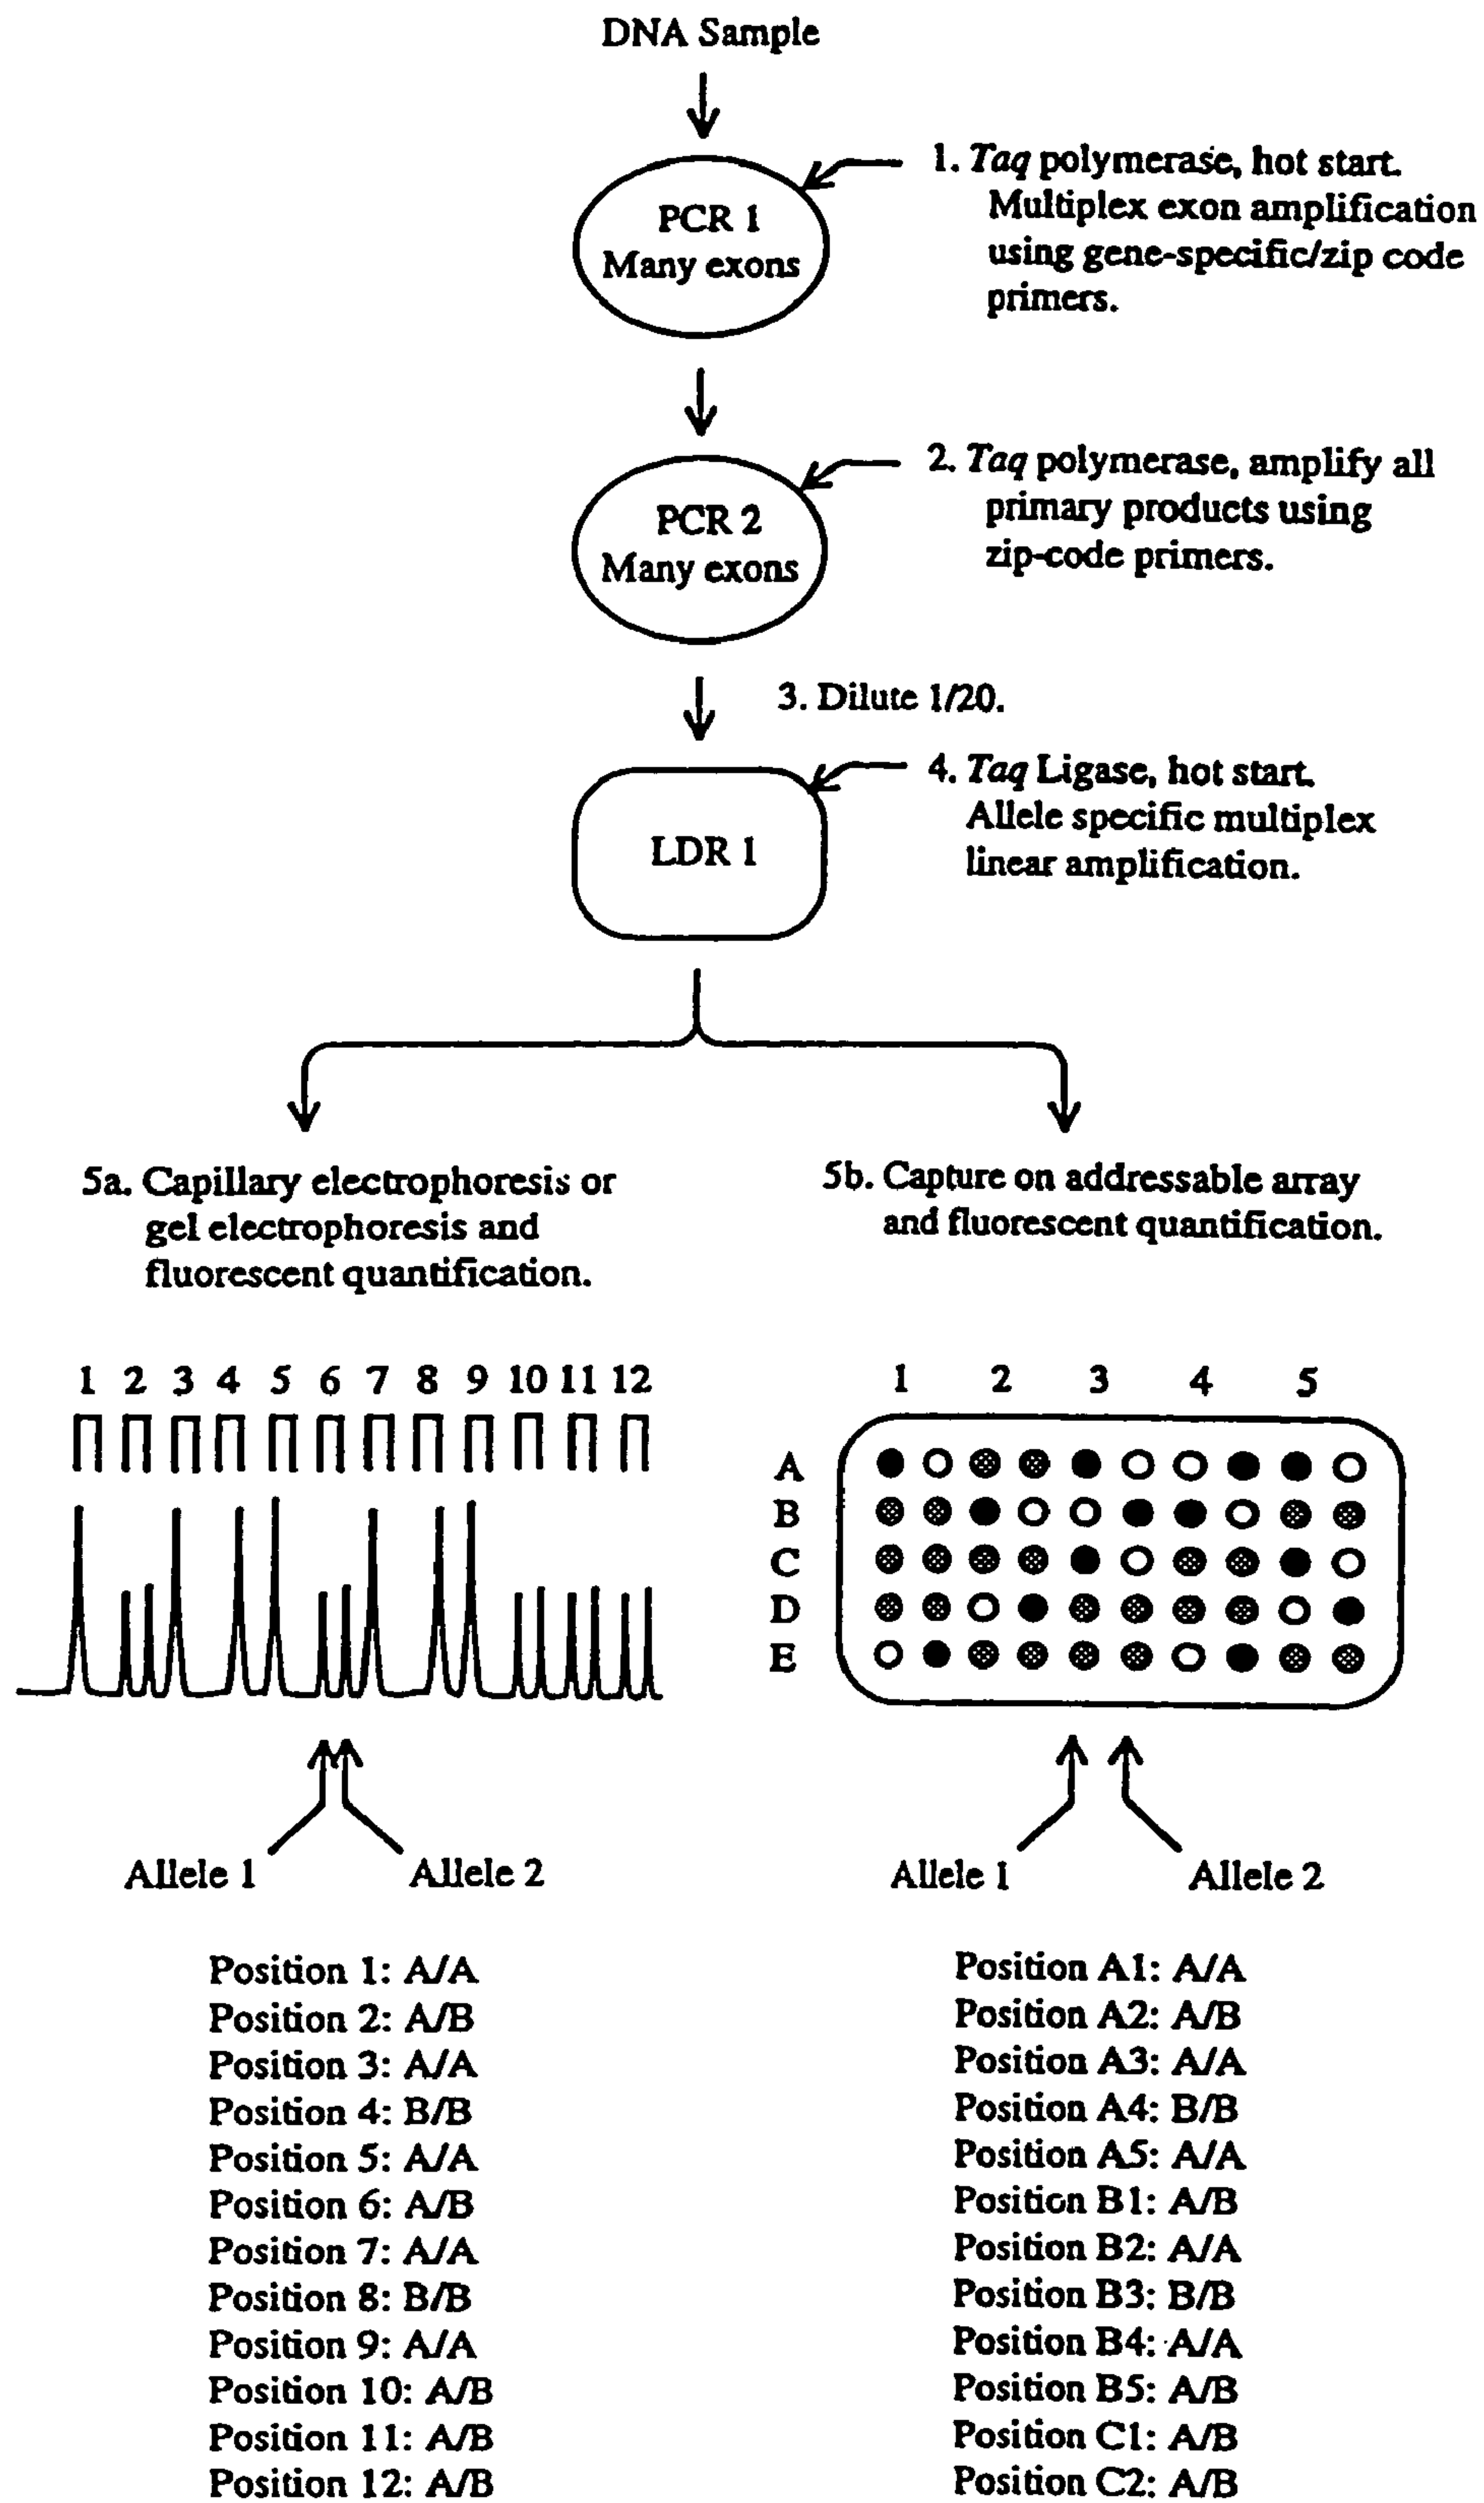 DNA Sample
PCR 1
Many exons
1. Taq polymerase, hot start.
Multiplex exon amplification
using gene-specific/zip code
primers.
PCR 2
Many exons
2. Taq polymerase, amplify all
primary products using
zip-code primers.
3. Dilute 1/20.
LDR 1
4. Taq Ligase, hot start.
Allele specific multiplex
linear amplification.
5a. Capillary electrophoresis or
gel electrophoresis and
fluorescent quantification.
5b. Capture on addressable array
and fluorescent quantification.
1 2 3 4 5 6 7 8 9 10 11 12
1 2 3 4 5
A
B
C
D
E
Allele 1
Allele 2
Allele 1
Allele 2
Position 1: A/A
Position 2: A/B
Position 3: A/A
Position 4: B/B
Position 5: A/A
Position 6: A/B
Position 7: A/A
Position 8: B/B
Position 9: A/A
Position 10: A/B
Position 11: A/B
Position 12: A/B
Position A1: A/A
Position A2: A/B
Position A3: A/A
Position A4: B/B
Position A5: A/A
Position B1: A/B
Position B2: A/A
Position B3: B/B
Position B4: A/A
Position B5: A/B
Position C1: A/B
Position C2: A/B